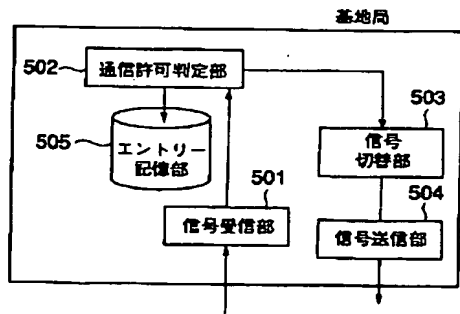 基地局
502
通信許可判定部
503
505
エントリー
記憶部
信号
切替部
501
504
信号受信部
信号送信部